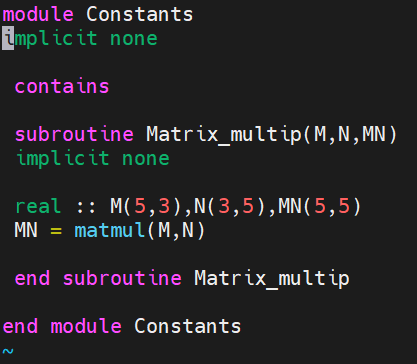 module Constants
implicit none
contains
subroutine Matrix_multip(M,N,MN)
implicit none
real :: M(5,3),N(3,5),MN(5,5)
MN = matmul(M,N)
end subroutine Matrix_multip
end module Constants
~